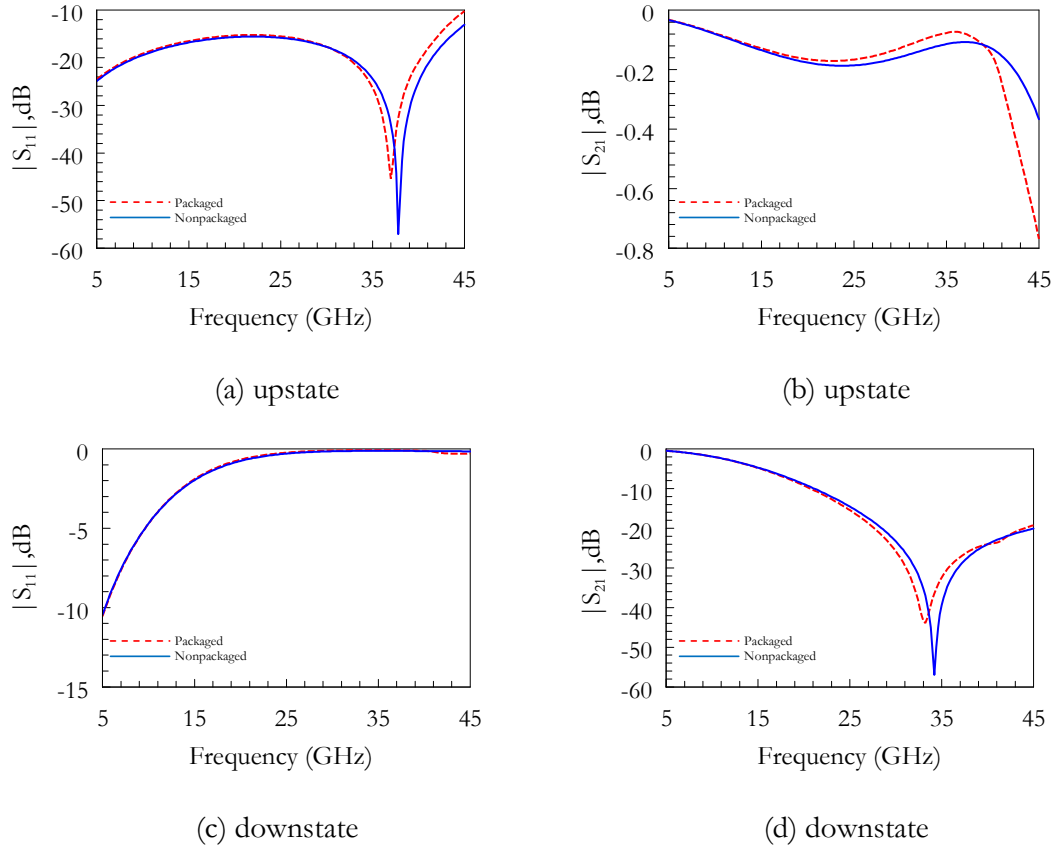 -10
-20
-30
-40
-50
-60
|S11|,dB
Packaged
Nonpackaged
5 15 25 35 45
Frequency (GHz)
(a) upstate
0
-0.2
-0.4
-0.6
-0.8
|S21|,dB
Packaged
Nonpackaged
5 15 25 35 45
Frequency (GHz)
(b) upstate
0
-5
-10
-15
|S11|,dB
Packaged
Nonpackaged
5 15 25 35 45
Frequency (GHz)
(c) downstate
0
-10
-20
-30
-40
-50
-60
|S21|,dB
Packaged
Nonpackaged
5 15 25 35 45
Frequency (GHz)
(d) downstate